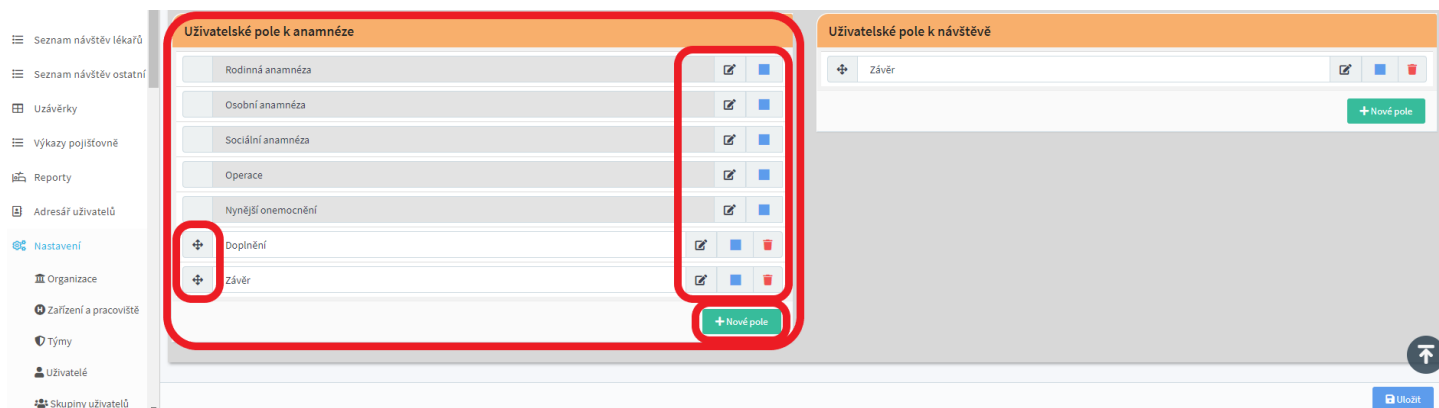 Seznam návštěv lékařů
Seznam návštěv ostatní
Uzávěrky
Výkazy pojišťovně
Reporty
Adresář uživatelů
Nastavení
Organizace
Zařízení a pracoviště
Týmy
Uživatelé
Skupiny uživatelů
Uživatelské pole k anamnéze
Rodinná anamnéza
Osobní anamnéza
Sociální anamnéza
Operace
Nynější onemocnění
Doplnění
Závěr
Nové pole
Uživatelské pole k návštěvě
Závěr
Nové pole
Uložit